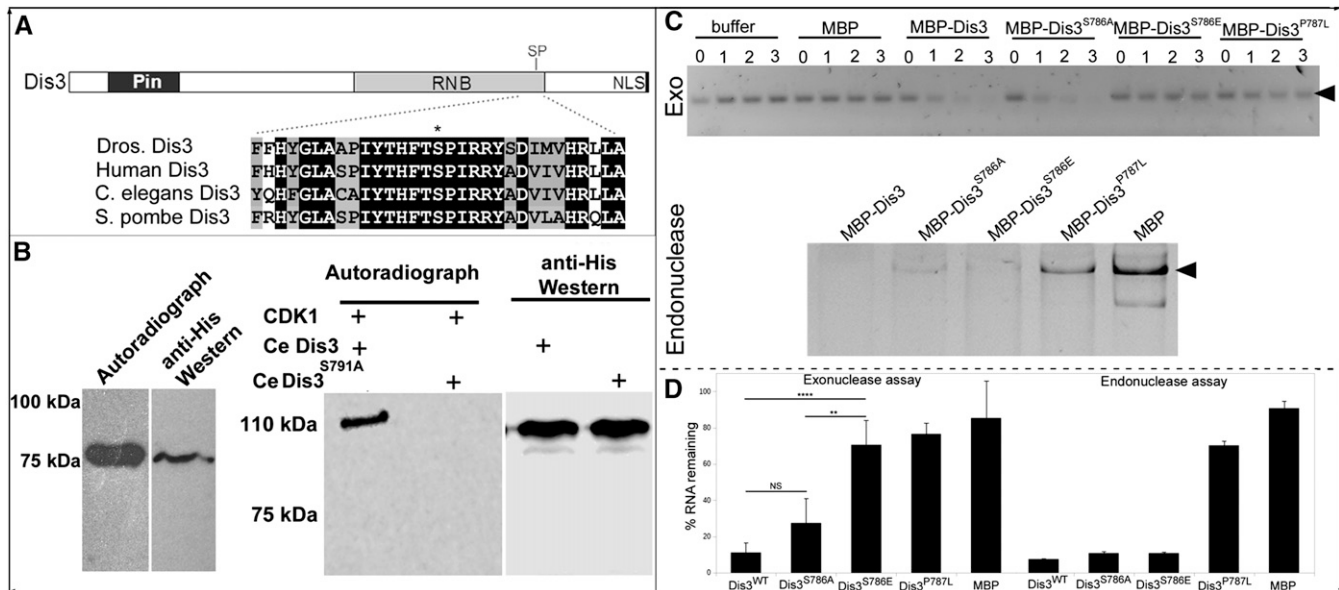 A
SP
Dis3 Pin RNB NLS
*
Dros. Dis3 FFHYGLAAPIYTHFTSPIRRYSDIMVHRLLA
Human Dis3 FHHYGLASPIYTHFTSPIRRYADVIVHRLLA
C. elegans Dis3 YQHFGLACAIYTHFTSPIRRYADVIVHRLLA
S. pombe Dis3 FRHYGLASPIYTHFTSPIRRYADVLAHRQLA
B
Autoradiograph
anti-His Western
100 kDa
75 kDa
Autoradiograph
anti-His
Western
CDK1 + +
Ce Dis3 + +
Ce Dis3 S791A + +
110 kDa
75 kDa
C
buffer MBP MBP-Dis3 MBP-Dis3S786A MBP-Dis3S786E MBP-Dis3P787L
0 1 2 3 0 1 2 3 0 1 2 3 0 1 2 3 0 1 2 3 0 1 2 3
Exo
MBP-Dis3
MBP-Dis3S786A
MBP-Dis3S786E
MBP-Dis3P787L
MBP
Endonuclease
D
Exonuclease assay Endonuclease assay
% RNA remaining
100
80
60
40
20
0
****
**
NS
Dis3WT Dis3S786A Dis3S786E Dis3P787L MBP Dis3WT Dis3S786A Dis3S786E Dis3P787L MBP